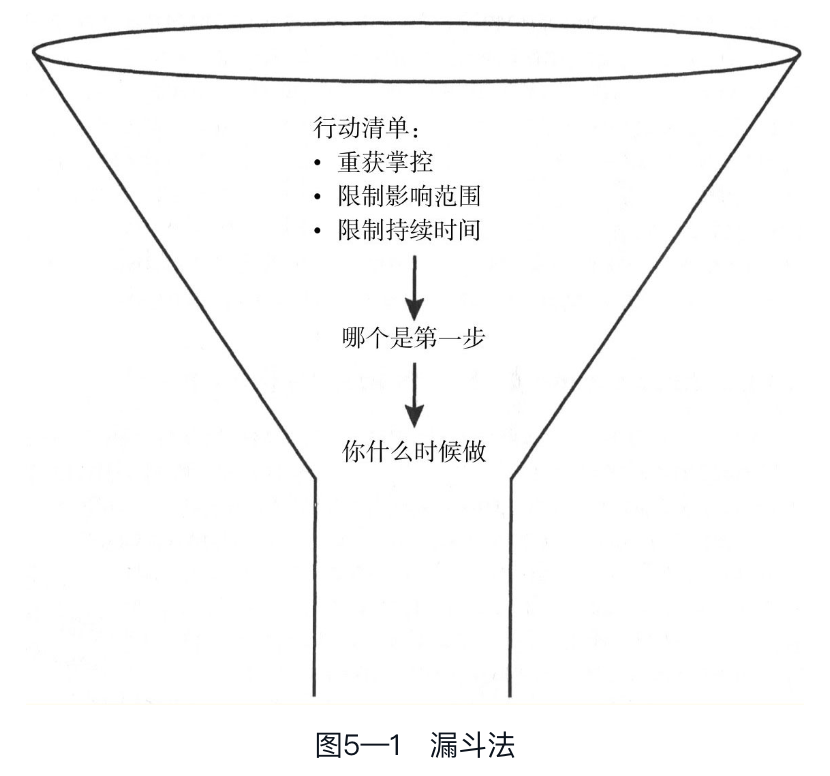 行动清单：
• 重获掌控
• 限制影响范围
• 限制持续时间
哪个是第一步
你什么时候做
图5—1 漏斗法